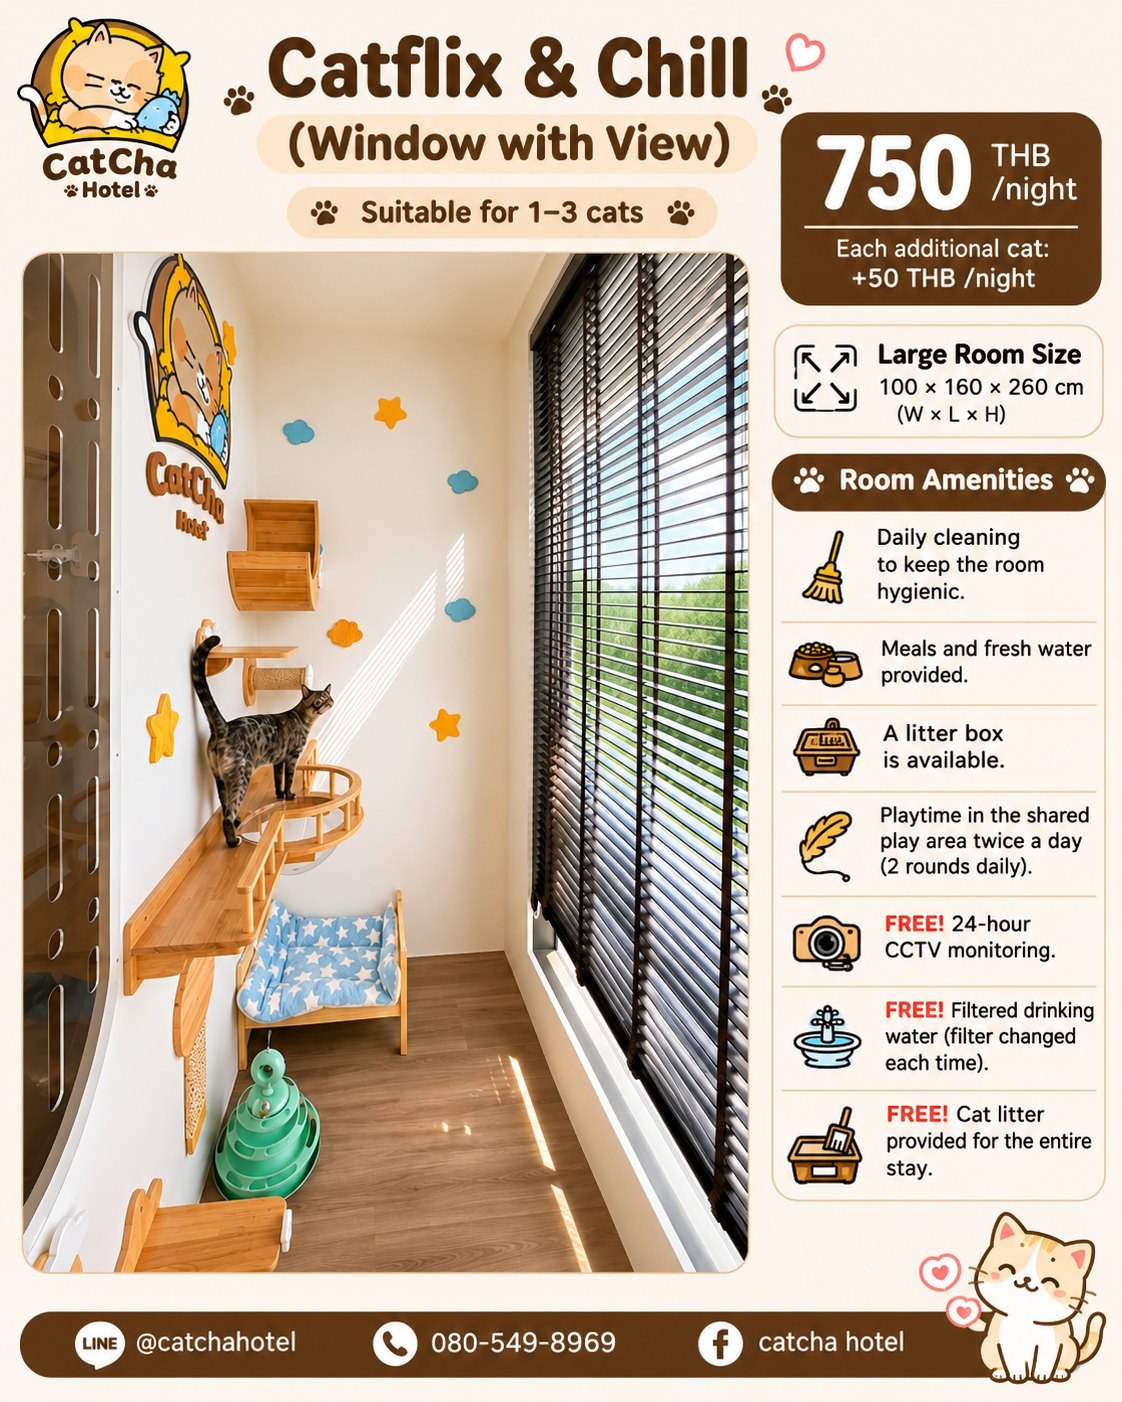 CatCha
Hotel
Catflix & Chill
(Window with View)
Suitable for 1–3 cats
750 THB
/night
Each additional cat:
+50 THB /night
CatCha
Hotel
Large Room Size
100 × 160 × 260 cm
(W × L × H)
Room Amenities
Daily cleaning
to keep the room
hygienic.
Meals and fresh water
provided.
A litter box
is available.
Playtime in the shared
play area twice a day
(2 rounds daily).
FREE! 24-hour
CCTV monitoring.
FREE! Filtered drinking
water (filter changed
each time).
FREE! Cat litter
provided for the entire
stay.
LINE @catchahotel
080-549-8969
f catcha hotel